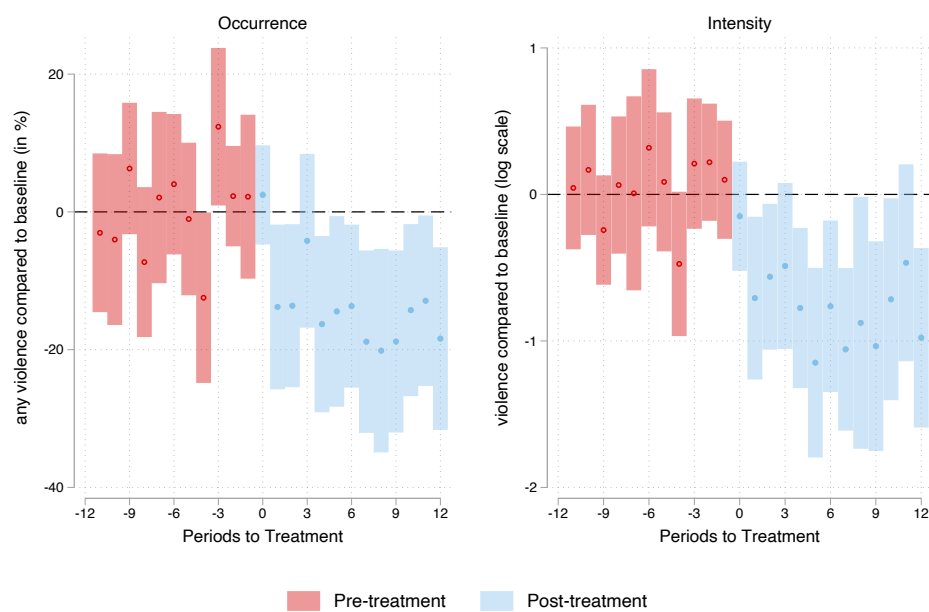 Occurrence
any violence compared to baseline (in %)
20
0
-20
-40
-12 -9 -6 -3 0 3 6 9 12
Periods to Treatment
Intensity
violence compared to baseline (log scale)
1
0
-1
-2
-12 -9 -6 -3 0 3 6 9 12
Periods to Treatment
Pre-treatment Post-treatment